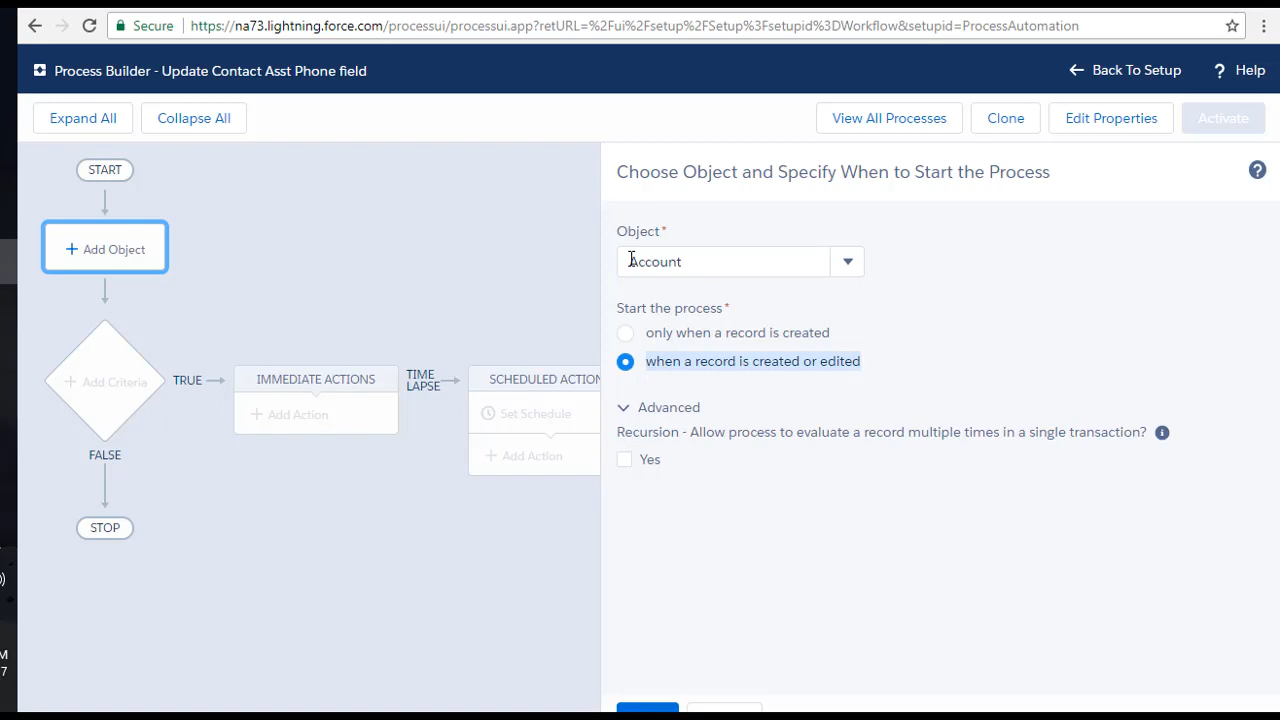 Secure
https://na73.lightning.force.com/processui/processui.app?retURL=%2Fui%2Fsetup%2FSetup%3Fsetupid%3DWorkflow&setupid=ProcessAutomation
Process Builder - Update Contact Asst Phone field
Back To Setup
? Help
Expand All
Collapse All
View All Processes
Clone
Edit Properties
Activate
START
+ Add Object
+ Add Criteria
TRUE
IMMEDIATE ACTIONS
+ Add Action
TIME
LAPSE
SCHEDULED ACTION
Set Schedule
+ Add Action
FALSE
STOP
Choose Object and Specify When to Start the Process
?
Object*
Account
Start the process*
only when a record is created
when a record is created or edited
Advanced
Recursion - Allow process to evaluate a record multiple times in a single transaction?
i
Yes
M
7